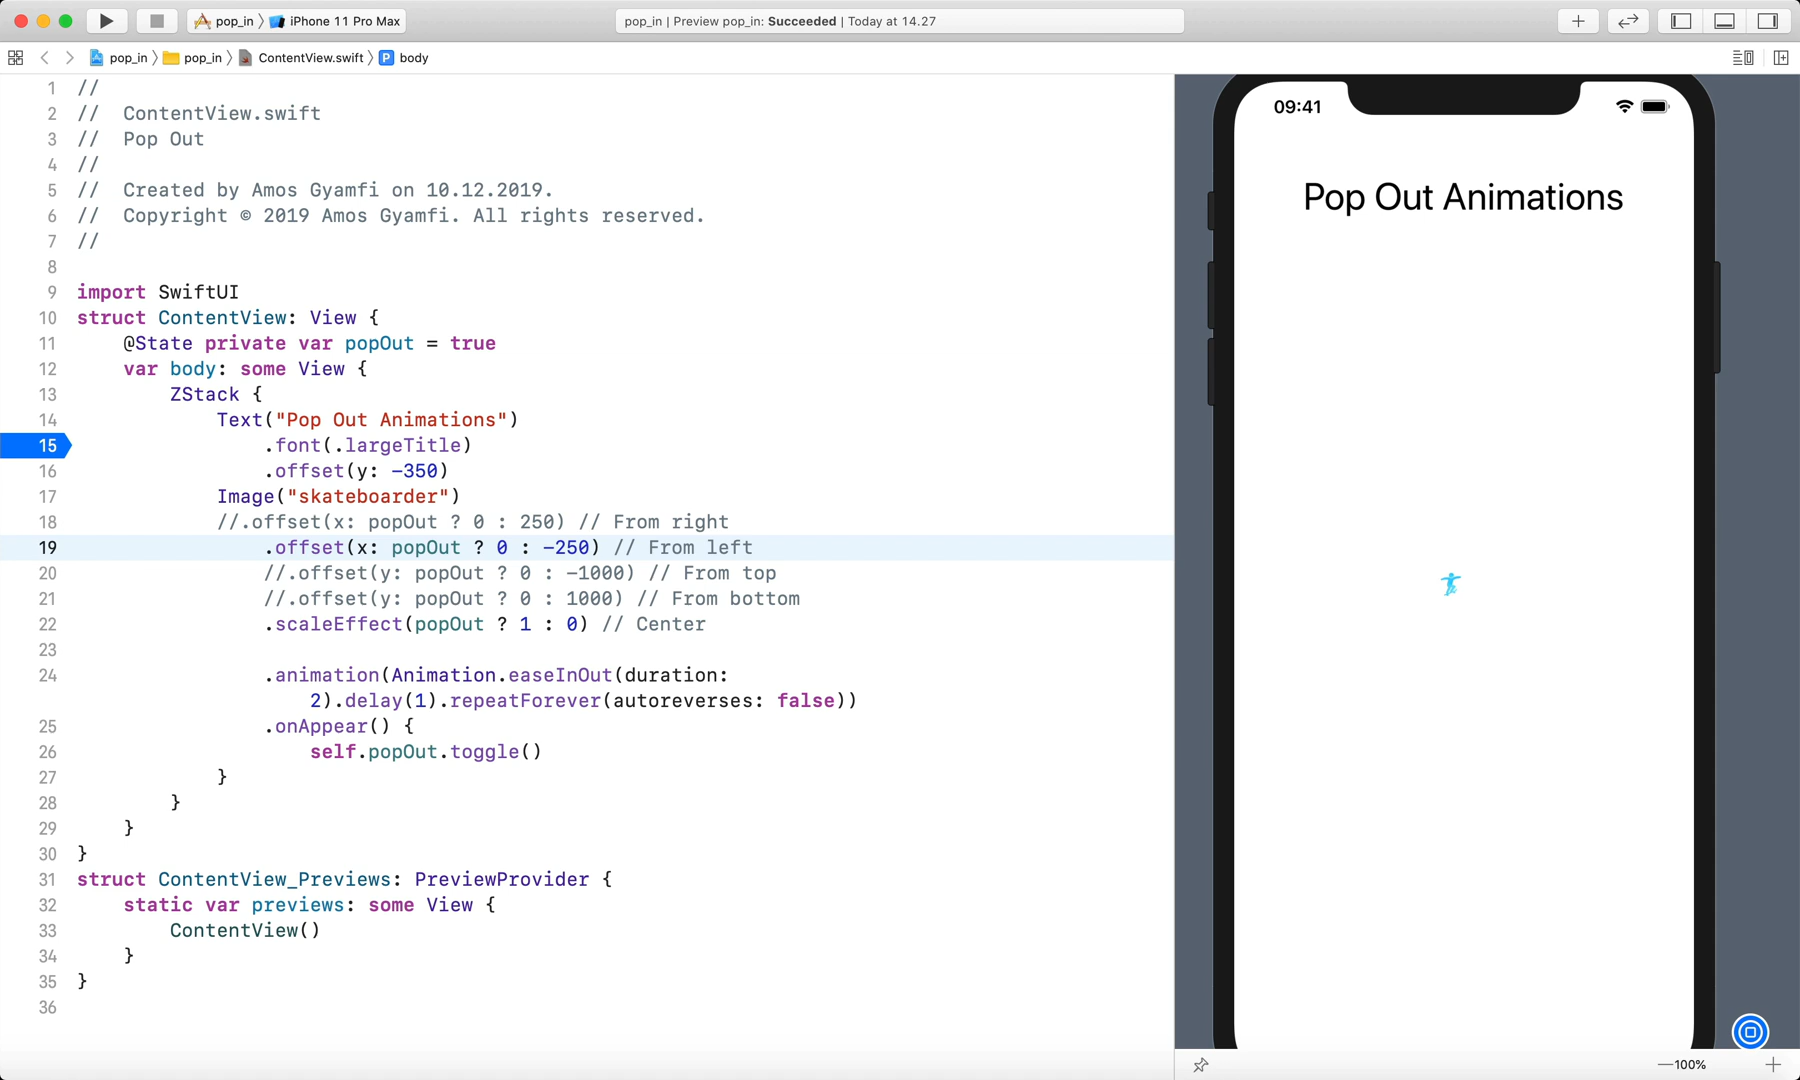 pop_in 〉 iPhone 11 Pro Max
pop_in | Preview pop_in: Succeeded | Today at 14.27
pop_in 〉 pop_in 〉 ContentView.swift 〉 P body
1 //
2 //  ContentView.swift
3 //  Pop Out
4 //
5 //  Created by Amos Gyamfi on 10.12.2019.
6 //  Copyright © 2019 Amos Gyamfi. All rights reserved.
7 //
8
9 import SwiftUI
10 struct ContentView: View {
11     @State private var popOut = true
12     var body: some View {
13         ZStack {
14             Text("Pop Out Animations")
15                 .font(.largeTitle)
16                 .offset(y: -350)
17             Image("skateboarder")
18             //.offset(x: popOut ? 0 : 250) // From right
19                 .offset(x: popOut ? 0 : -250) // From left
20                 //.offset(y: popOut ? 0 : -1000) // From top
21                 //.offset(y: popOut ? 0 : 1000) // From bottom
22                 .scaleEffect(popOut ? 1 : 0) // Center
23
24                 .animation(Animation.easeInOut(duration:
                    2).delay(1).repeatForever(autoreverses: false))
25                 .onAppear() {
26                     self.popOut.toggle()
27             }
28         }
29     }
30 }
31 struct ContentView_Previews: PreviewProvider {
32     static var previews: some View {
33         ContentView()
34     }
35 }
36
09:41
Pop Out Animations
100%